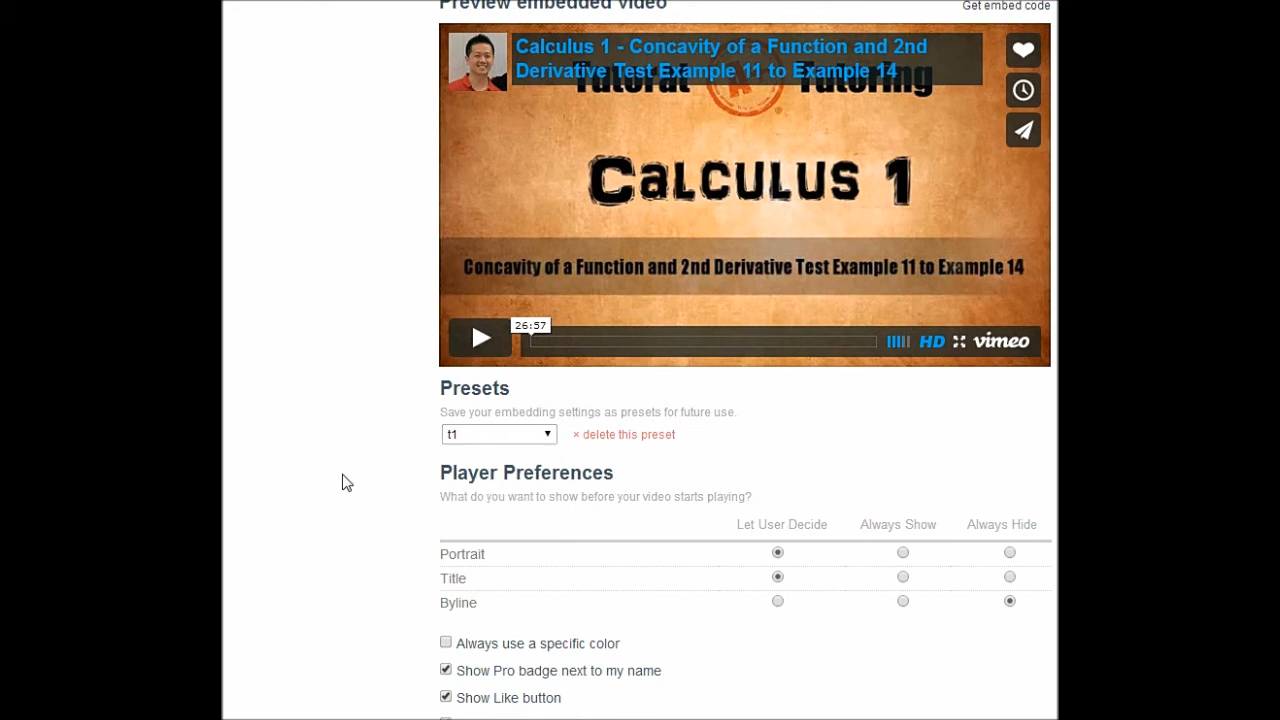 Preview embedded video
Get embed code
Calculus 1 - Concavity of a Function and 2nd
Derivative Test Example 11 to Example 14
Tutorat A+ Tutoring
Calculus 1
Concavity of a Function and 2nd Derivative Test Example 11 to Example 14
26:57
HD vimeo
Presets
Save your embedding settings as presets for future use.
t1
× delete this preset
Player Preferences
What do you want to show before your video starts playing?
Let User Decide Always Show Always Hide
Portrait
Title
Byline
Always use a specific color
Show Pro badge next to my name
Show Like button